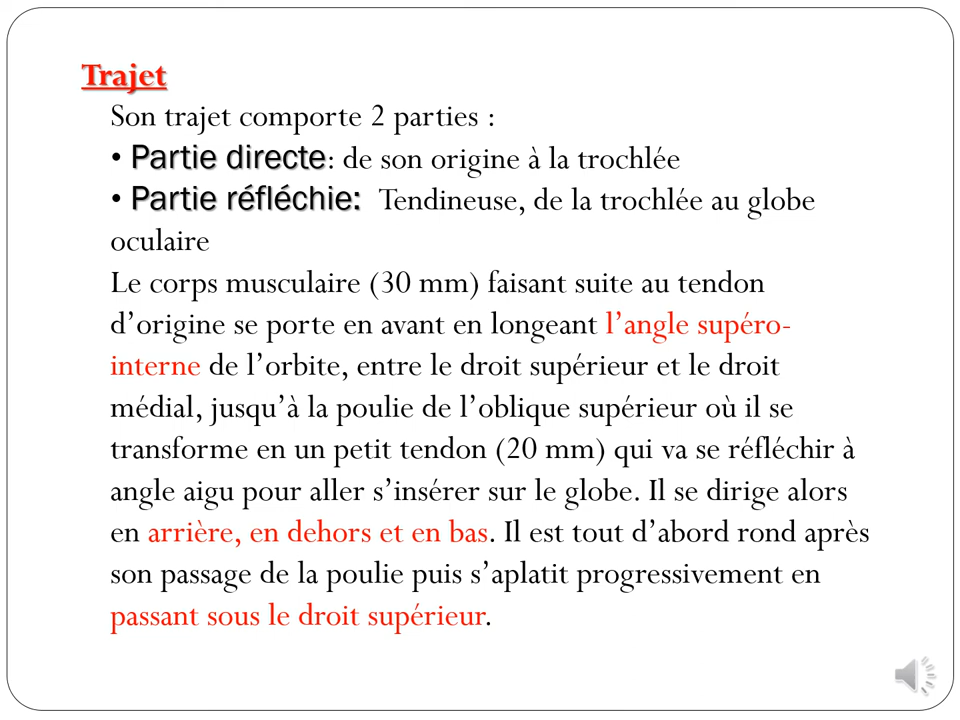 Trajet
Son trajet comporte 2 parties :
• Partie directe: de son origine à la trochlée
• Partie réfléchie: Tendineuse, de la trochlée au globe
oculaire
Le corps musculaire (30 mm) faisant suite au tendon
d’origine se porte en avant en longeant l’angle supéro-
interne de l’orbite, entre le droit supérieur et le droit
médial, jusqu’à la poulie de l’oblique supérieur où il se
transforme en un petit tendon (20 mm) qui va se réfléchir à
angle aigu pour aller s’insérer sur le globe. Il se dirige alors
en arrière, en dehors et en bas. Il est tout d’abord rond après
son passage de la poulie puis s’aplatit progressivement en
passant sous le droit supérieur.